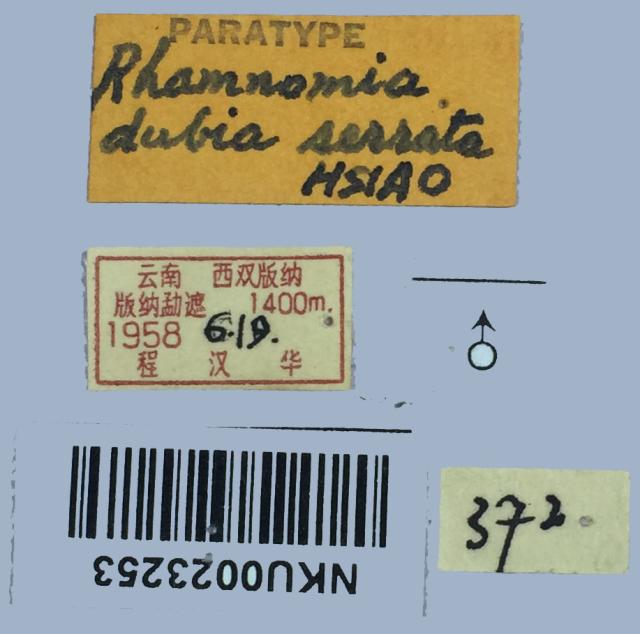 PARATYPE
Rhamnomia
dubia serrata
HSIAO
云南 西双版纳
版纳勐遮 1400m.
1958 6.19.
程 汉 华
♂
NKU00232253
372